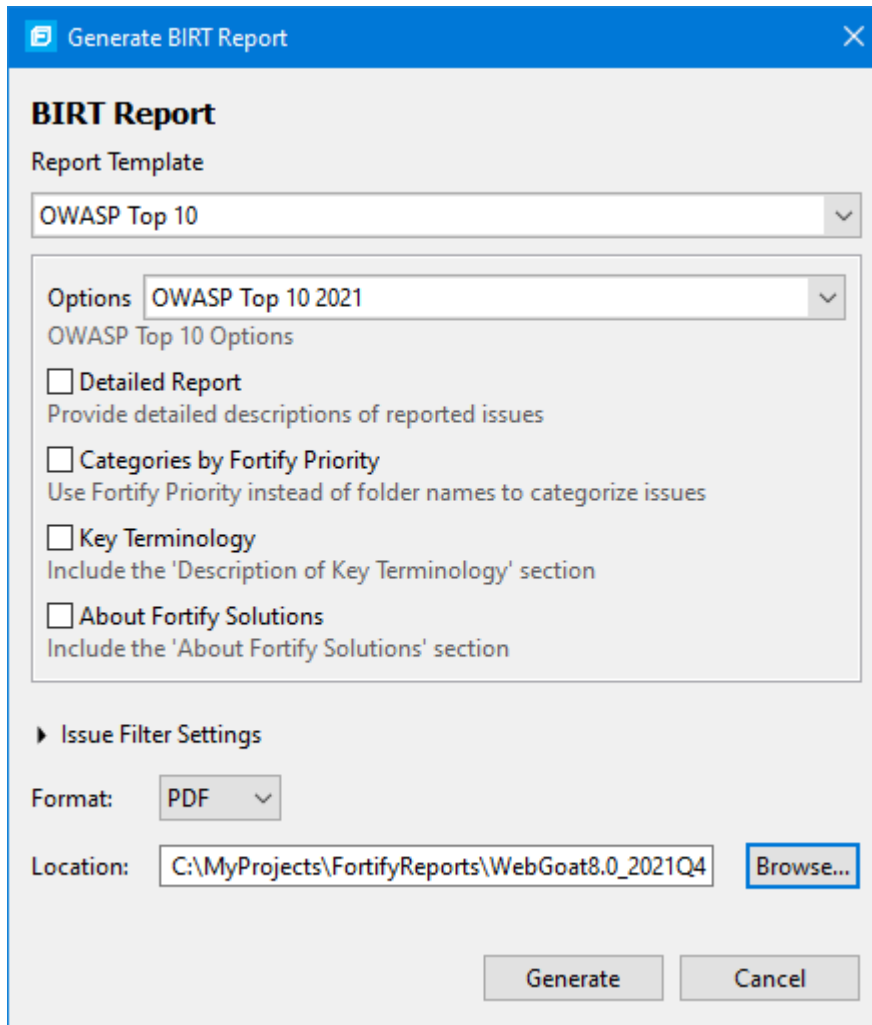 Generate BIRT Report
BIRT Report
Report Template
OWASP Top 10
Options OWASP Top 10 2021
OWASP Top 10 Options
Detailed Report
Provide detailed descriptions of reported issues
Categories by Fortify Priority
Use Fortify Priority instead of folder names to categorize issues
Key Terminology
Include the 'Description of Key Terminology' section
About Fortify Solutions
Include the 'About Fortify Solutions' section
Issue Filter Settings
Format: PDF
Location: C:\MyProjects\FortifyReports\WebGoat8.0_2021Q4 Browse...
Generate Cancel